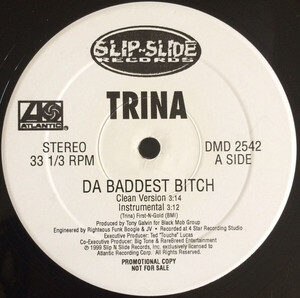 SLIP-N-SLIDE
RECORDS
TRINA
ATLANTIC
STEREO
33 1/3 RPM
DMD 2542
A SIDE
DA BADDEST BITCH
Clean Version 3:14
Instrumental 3:12
(Trina) First-N-Gold (BMI)
Produced by Tony Galvin for Black Mob Group
Engineered by Righteous Funk Boogie & JV • Recorded at 4 Star Recording Studio
Executive Producer: Ted "Touche" Lucas
Co-Executive Producer: Big Tone & RareBreed Entertainment
© 1999 Slip N Slide Records, Inc. exclusively licensed to
Atlantic Recording Corp. All Rights Reserved.
PROMOTIONAL COPY
NOT FOR SALE